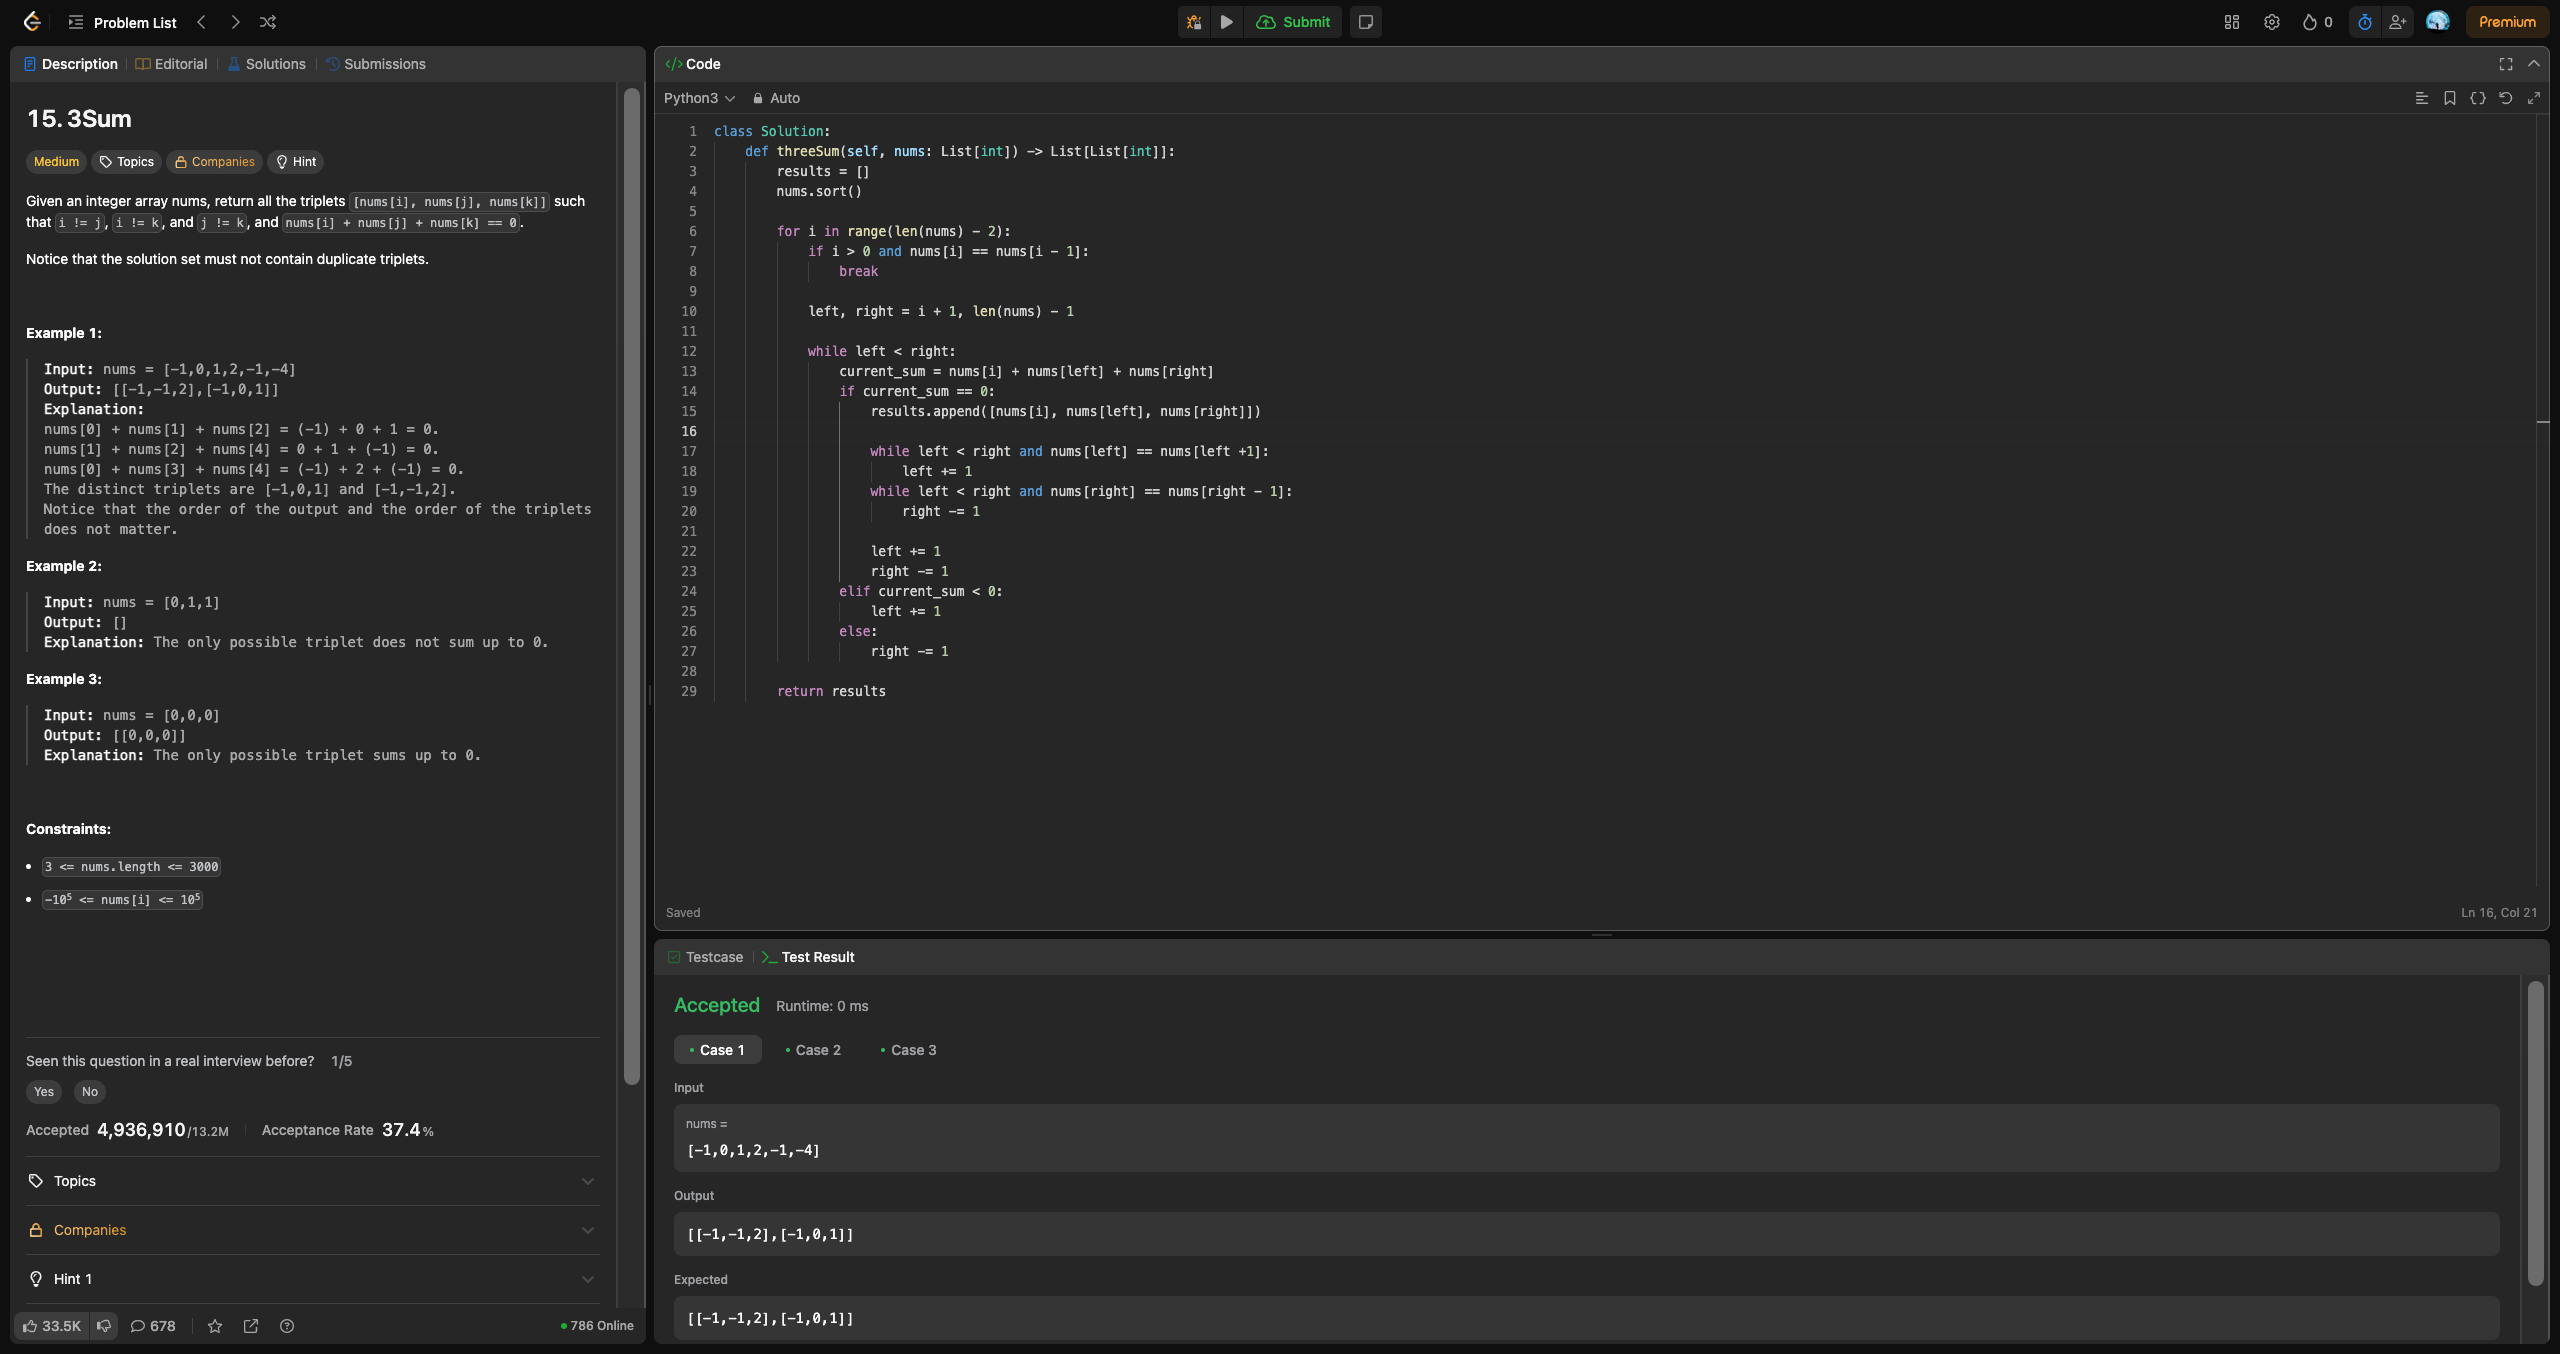 Problem List
Submit
0
Premium
Description
Editorial
Solutions
Submissions
15. 3Sum
Medium
Topics
Companies
Hint
Given an integer array nums, return all the triplets [nums[i], nums[j], nums[k]] such
that i != j, i != k, and j != k, and nums[i] + nums[j] + nums[k] == 0.
Notice that the solution set must not contain duplicate triplets.
Example 1:
Input: nums = [-1,0,1,2,-1,-4]
Output: [[-1,-1,2],[-1,0,1]]
Explanation:
nums[0] + nums[1] + nums[2] = (-1) + 0 + 1 = 0.
nums[1] + nums[2] + nums[4] = 0 + 1 + (-1) = 0.
nums[0] + nums[3] + nums[4] = (-1) + 2 + (-1) = 0.
The distinct triplets are [-1,0,1] and [-1,-1,2].
Notice that the order of the output and the order of the triplets
does not matter.
Example 2:
Input: nums = [0,1,1]
Output: []
Explanation: The only possible triplet does not sum up to 0.
Example 3:
Input: nums = [0,0,0]
Output: [[0,0,0]]
Explanation: The only possible triplet sums up to 0.
Constraints:
3 <= nums.length <= 3000
-10⁵ <= nums[i] <= 10⁵
Seen this question in a real interview before? 1/5
Yes
No
Accepted 4,936,910/13.2M
Acceptance Rate 37.4%
Topics
Companies
Hint 1
33.5K
678
786 Online
Code
Python3
Auto
1 class Solution:
2     def threeSum(self, nums: List[int]) -> List[List[int]]:
3         results = []
4         nums.sort()
5
6         for i in range(len(nums) - 2):
7             if i > 0 and nums[i] == nums[i - 1]:
8                 break
9
10             left, right = i + 1, len(nums) - 1
11
12             while left < right:
13                 current_sum = nums[i] + nums[left] + nums[right]
14                 if current_sum == 0:
15                     results.append([nums[i], nums[left], nums[right]])
16
17                     while left < right and nums[left] == nums[left +1]:
18                         left += 1
19                     while left < right and nums[right] == nums[right - 1]:
20                         right -= 1
21
22                     left += 1
23                     right -= 1
24                 elif current_sum < 0:
25                     left += 1
26                 else:
27                     right -= 1
28
29         return results
Saved
Ln 16, Col 21
Testcase
Test Result
Accepted
Runtime: 0 ms
Case 1
Case 2
Case 3
Input
nums =
[-1,0,1,2,-1,-4]
Output
[[-1,-1,2],[-1,0,1]]
Expected
[[-1,-1,2],[-1,0,1]]